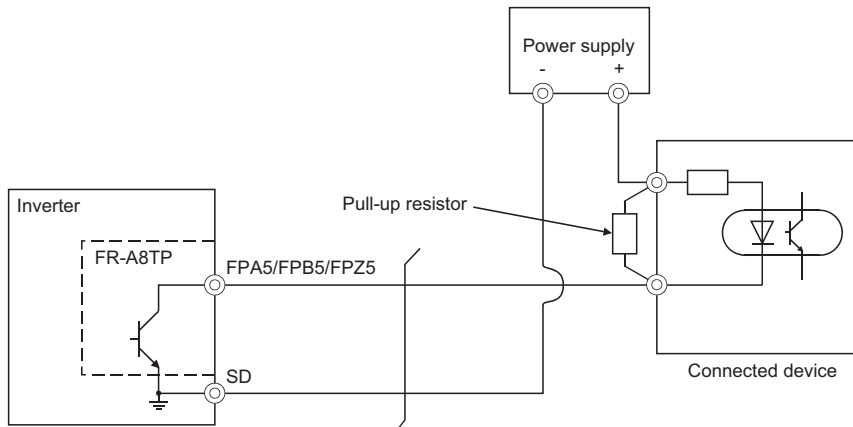 Power supply
- +
Inverter
Pull-up resistor
FR-A8TP
FPA5/FPB5/FPZ5
SD
Connected device